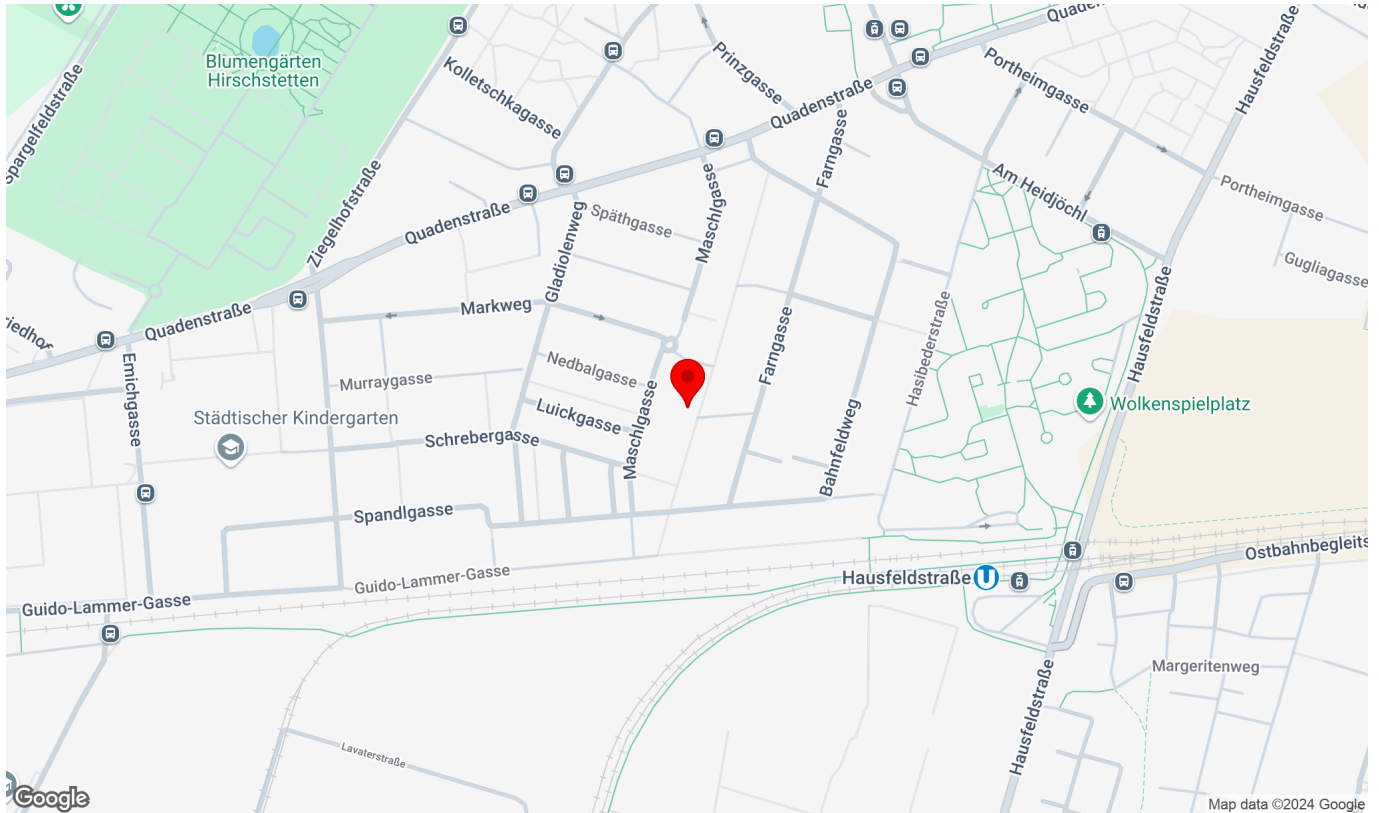 Quadenstraße
Hausfeldstraße
Blumengärten
Hirschstetten
Kolletschkagasse
Prinzgasse
Portheimgasse
Spargelfeldstraße
Quadenstraße
Farngasse
Ziegelhofstraße
Maschlgasse
Am Heidjöchl
Portheimgasse
Späthgasse
Gladiolenweg
Quadenstraße
Gugliagasse
Markweg
Quadenstraße
Hausfeldstraße
riedhof
Emichgasse
Nedbalgasse
Farngasse
Hasibederstraße
Murraygasse
Städtischer Kindergarten
Luickgasse
Maschlgasse
Wolkenspielplatz
Schrebergasse
Bahnfeldweg
Spandlgasse
Ostbahnbegleits
Guido-Lammer-Gasse
Hausfeldstraße U
Guido-Lammer-Gasse
Margeritenweg
Hausfeldstraße
Lavaterstraße
Google
Map data ©2024 Google